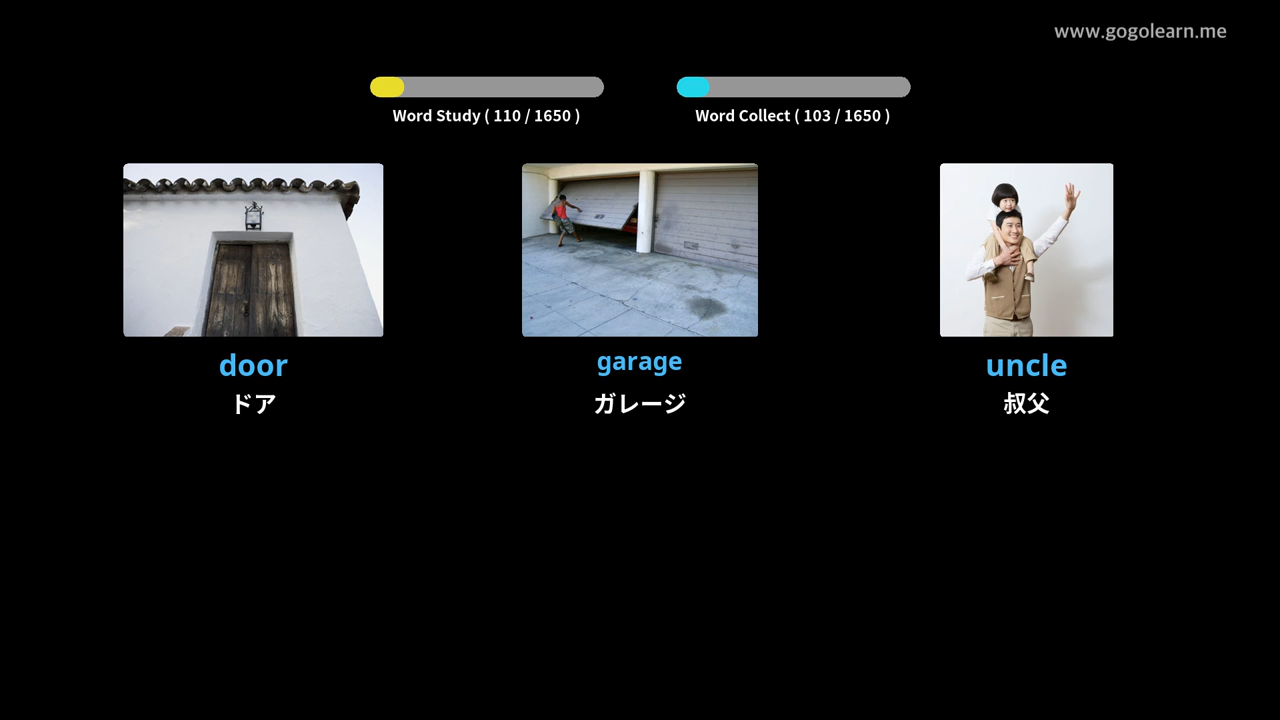 www.gogolearn.me
Word Study ( 110 / 1650 )
Word Collect ( 103 / 1650 )
door
garage
uncle
ドア
ガレージ
叔父